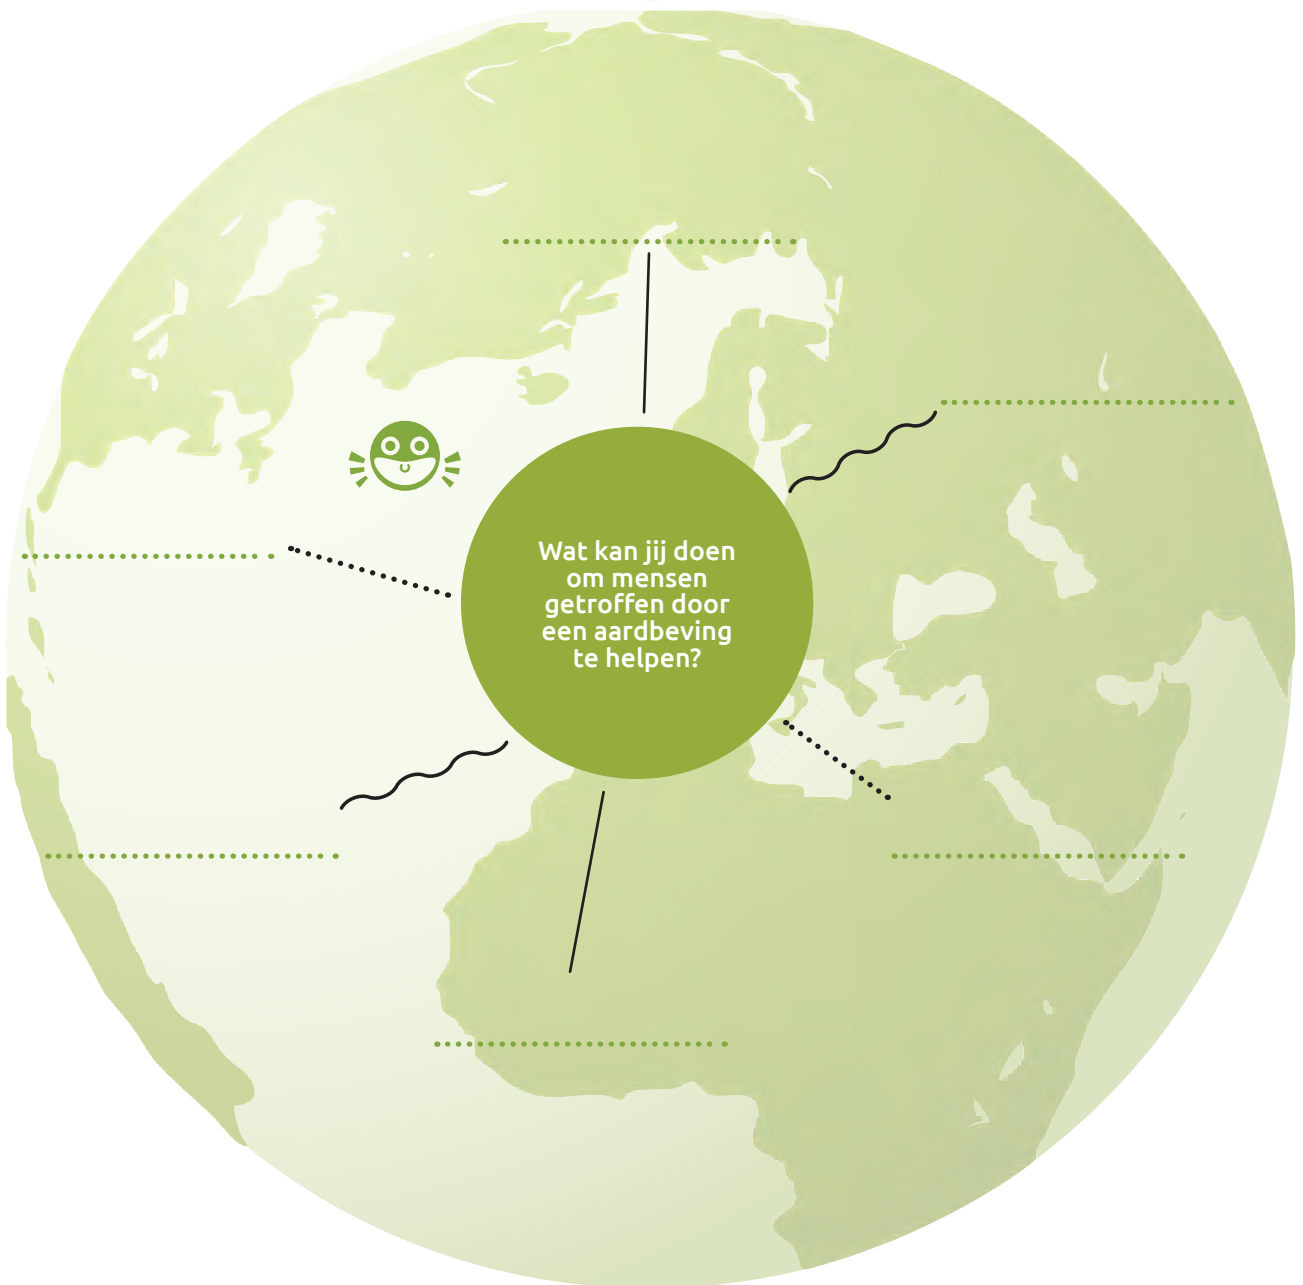 Wat kan jij doen
om mensen
getroffen door
een aardbeving
te helpen?